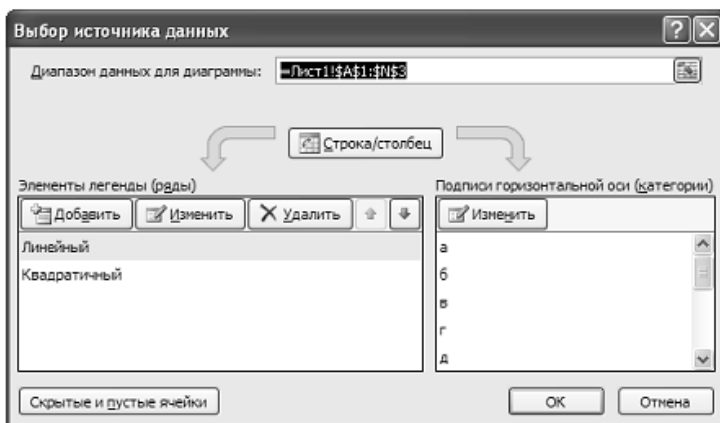 Выбор источника данных
Диапазон данных для диаграммы: =Лист1!$A$1:$N$3
Строка/столбец
Элементы легенды (ряды)
Подписи горизонтальной оси (категории)
Добавить Изменить Удалить
Изменить
Линейный
Квадратичный
а
б
в
г
д
Скрытые и пустые ячейки
ОК
Отмена